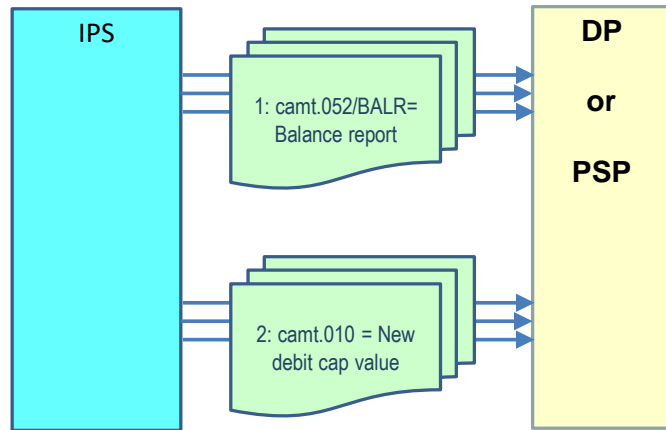 IPS
1: camt.052/BALR=
Balance report
2: camt.010 = New
debit cap value
DP
or
PSP